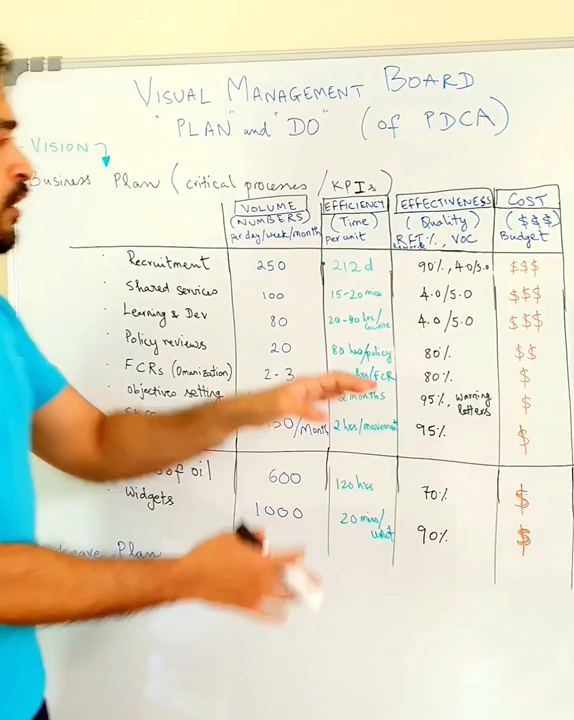 VISUAL MANAGEMENT BOARD
"PLAN" and "DO" (of PDCA)
- VISION
Business Plan (critical processes / KPIs)
VOLUME EFFICIENCY EFFECTIVENESS COST
(NUMBERS) (Time) (Quality) ($$$)
Per day/week/month Per unit RFT%, VOC Budget
Recruitment 250 212 d 90%, 4.0/5.0 $$$
Shared services 100 15-20 mins 4.0/5.0 $$$
Learning & Dev 80 20-40 hrs/course 4.0/5.0 $$$
Policy reviews 20 80 hrs/policy 80% $$
FCRs (Omanization) 2-3 hrs/FCR 80% $
Objectives setting 2 months 95%, warning letters $
/Month 2 hrs/movement 95% $
of oil 600 120 hrs 70% $
Widgets 1000 20 mins/unit 90% $
Plan